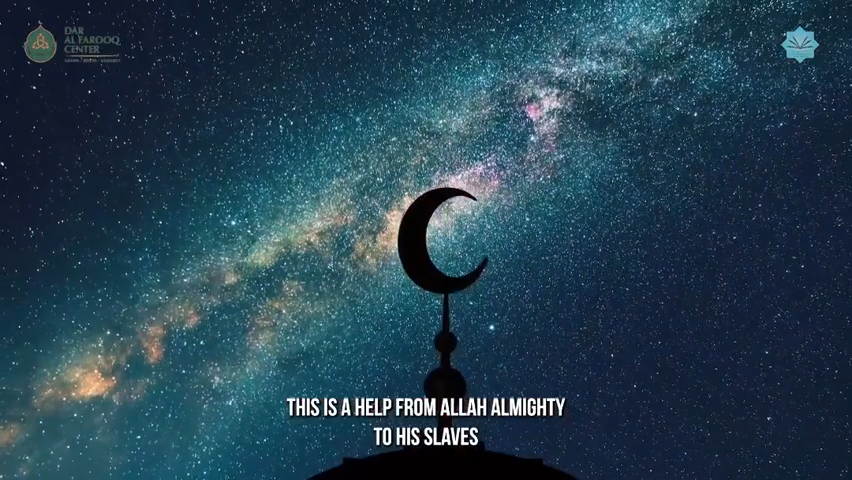 DAR
AL FAROOQ
CENTER
THIS IS A HELP FROM ALLAH ALMIGHTY
TO HIS SLAVES